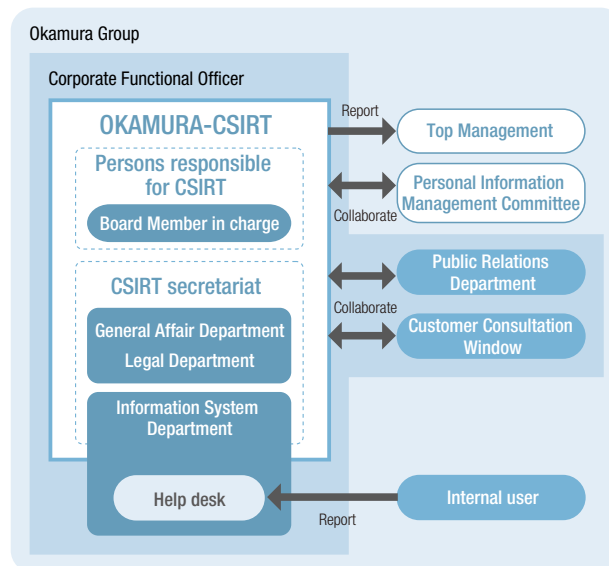 Okamura Group
Corporate Functional Officer
OKAMURA-CSIRT
Persons responsible
for CSIRT
Board Member in charge
CSIRT secretariat
General Affair Department
Legal Department
Information System
Department
Help desk
Report
Top Management
Collaborate
Personal Information
Management Committee
Public Relations
Department
Collaborate
Customer Consultation
Window
Internal user
Report